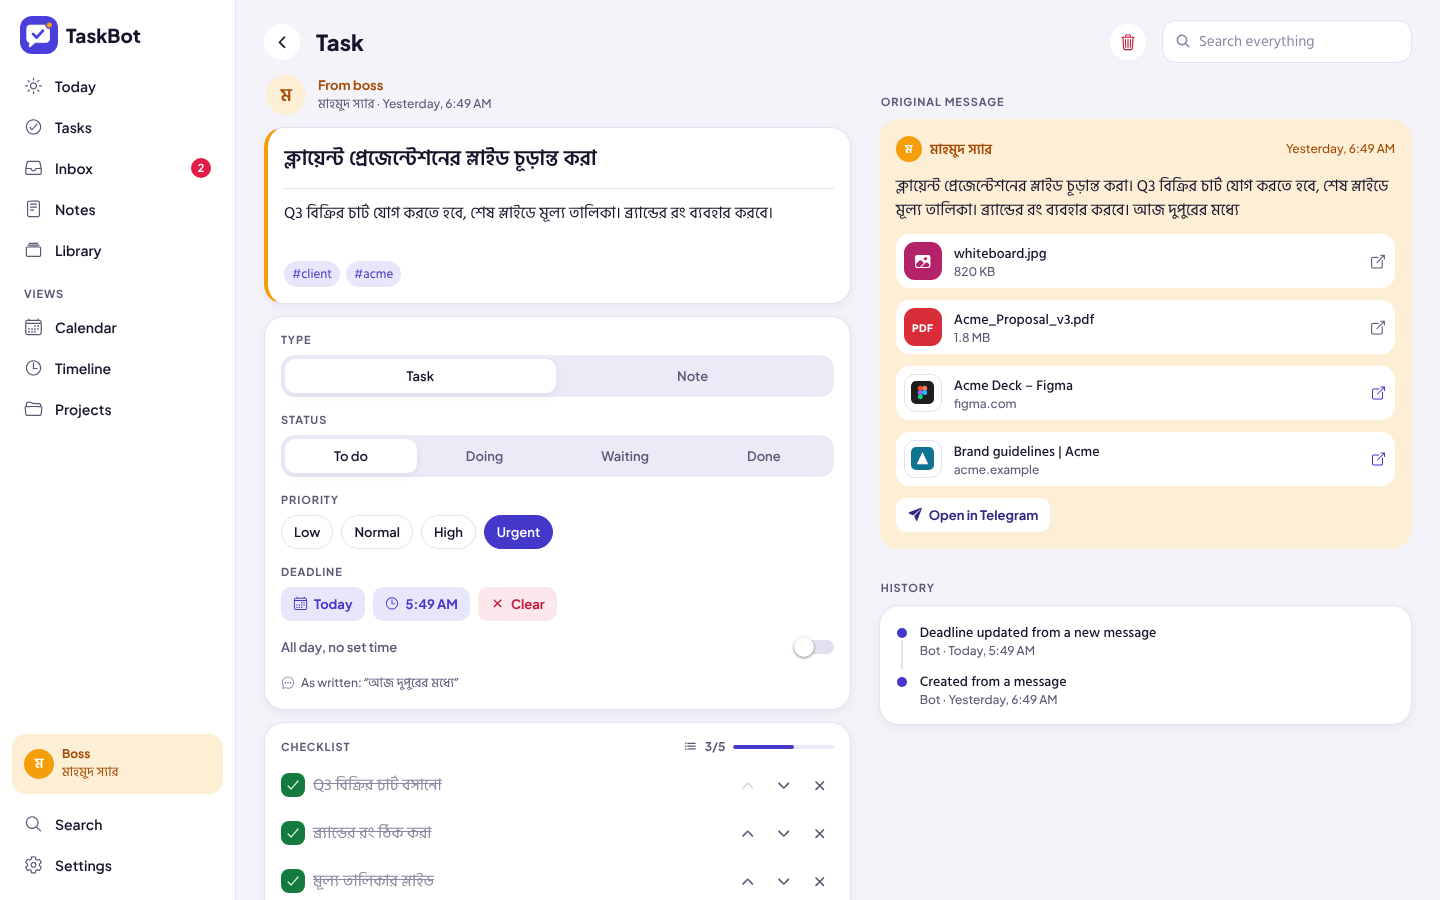 TaskBot
Today
Tasks
Inbox
2
Notes
Library
VIEWS
Calendar
Timeline
Projects
ম
Boss
মাহমুদ স্যার
Search
Settings
Task
Search everything
ম
From boss
মাহমুদ স্যার · Yesterday, 6:49 AM
ক্লায়েন্ট প্রেজেন্টেশনের স্লাইড চূড়ান্ত করা
Q3 বিক্রির চার্ট যোগ করতে হবে, শেষ স্লাইডে মূল্য তালিকা। ব্র্যান্ডের রং ব্যবহার করবে।
#client
#acme
TYPE
Task
Note
STATUS
To do
Doing
Waiting
Done
PRIORITY
Low
Normal
High
Urgent
DEADLINE
Today
5:49 AM
Clear
All day, no set time
As written: “আজ দুপুরের মধ্যে”
CHECKLIST
3/5
Q3 বিক্রির চার্ট বসানো
ব্র্যান্ডের রং ঠিক করা
মূল্য তালিকার স্লাইড
ORIGINAL MESSAGE
ম
মাহমুদ স্যার
Yesterday, 6:49 AM
ক্লায়েন্ট প্রেজেন্টেশনের স্লাইড চূড়ান্ত করা। Q3 বিক্রির চার্ট যোগ করতে হবে, শেষ স্লাইডে
মূল্য তালিকা। ব্র্যান্ডের রং ব্যবহার করবে। আজ দুপুরের মধ্যে
whiteboard.jpg
820 KB
PDF
Acme_Proposal_v3.pdf
1.8 MB
Acme Deck – Figma
figma.com
Brand guidelines | Acme
acme.example
Open in Telegram
HISTORY
Deadline updated from a new message
Bot · Today, 5:49 AM
Created from a message
Bot · Yesterday, 6:49 AM